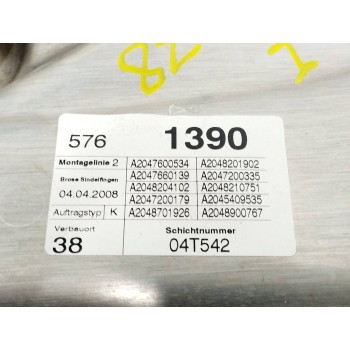 28
576 1390
Montagelinie 2 A2047600534 A2048201902
Brose Sindelfingen A2047660139 A2047200335
04.04.2008 A2048204102 A2048210751
A2047200179 A2045409535
Auftragstyp K A2048701926 A2048900767
Verbauort Schichtnummer
38 04T542